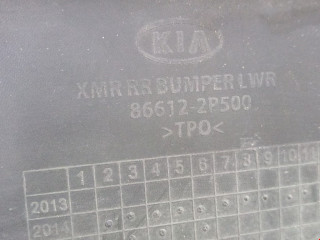 KIA
XMR RR BUMPER LWR
86612-2P500
>TPO<
1 2 3 4 5 6 7 8 9 10 11
2013
2014